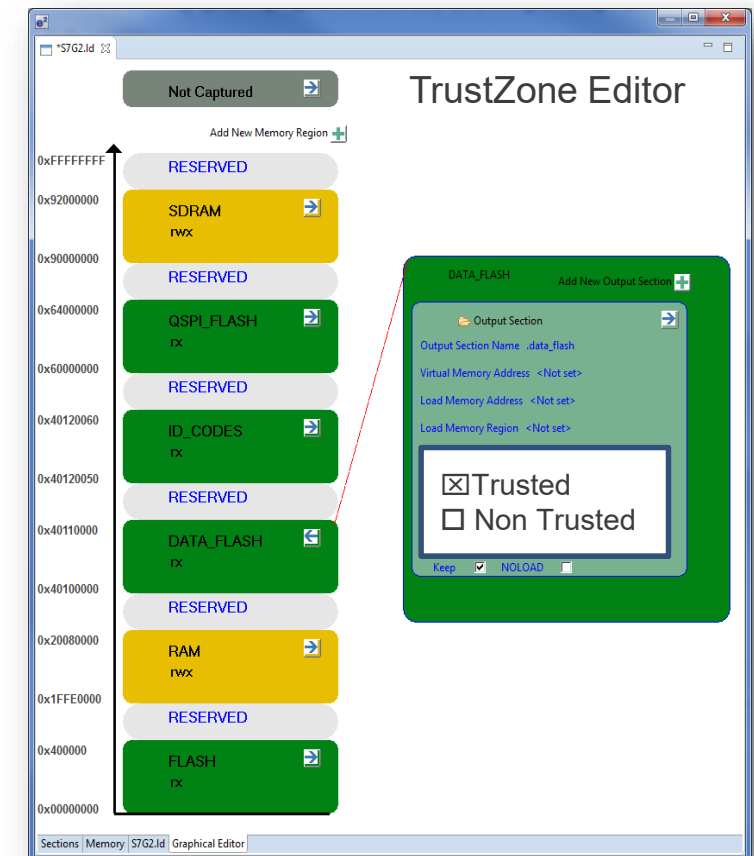 e²
*S7G2.ld
TrustZone Editor
Not Captured
Add New Memory Region
0xFFFFFFFF
RESERVED
0x92000000
SDRAM
rwx
0x90000000
RESERVED
0x64000000
QSPI_FLASH
rx
0x60000000
RESERVED
0x40120060
ID_CODES
rx
0x40120050
RESERVED
0x40110000
DATA_FLASH
rx
0x40100000
RESERVED
0x20080000
RAM
rwx
0x1FFE0000
RESERVED
0x400000
FLASH
rx
0x00000000
DATA_FLASH
Add New Output Section
Output Section
Output Section Name .data_flash
Virtual Memory Address <Not set>
Load Memory Address <Not set>
Load Memory Region <Not set>
☒Trusted
☐ Non Trusted
Keep ☑ NOLOAD ☐
Sections Memory S7G2.ld Graphical Editor